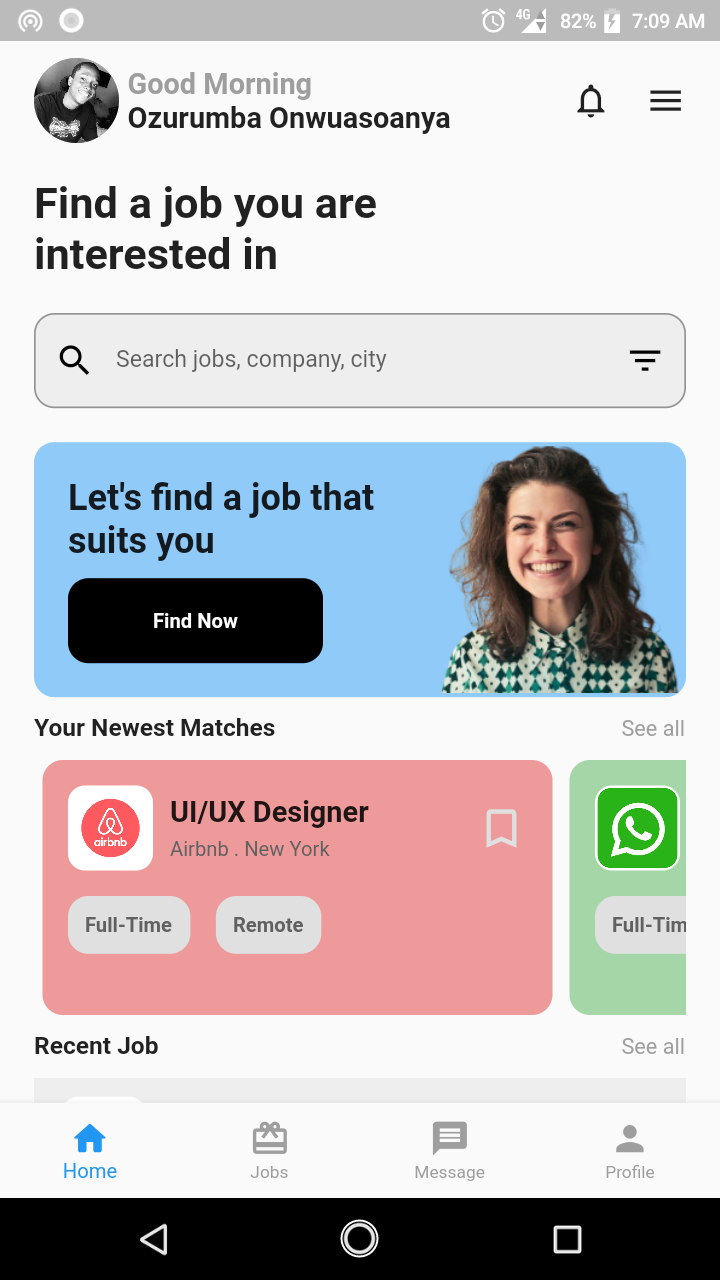 4G 82% 7:09 AM
Good Morning
Ozurumba Onwuasoanya
Find a job you are
interested in
Search jobs, company, city
Let's find a job that
suits you
Find Now
Your Newest Matches See all
UI/UX Designer
airbnb
Airbnb . New York
Full-Time Remote Full-Tim
Recent Job See all
Home Jobs Message Profile